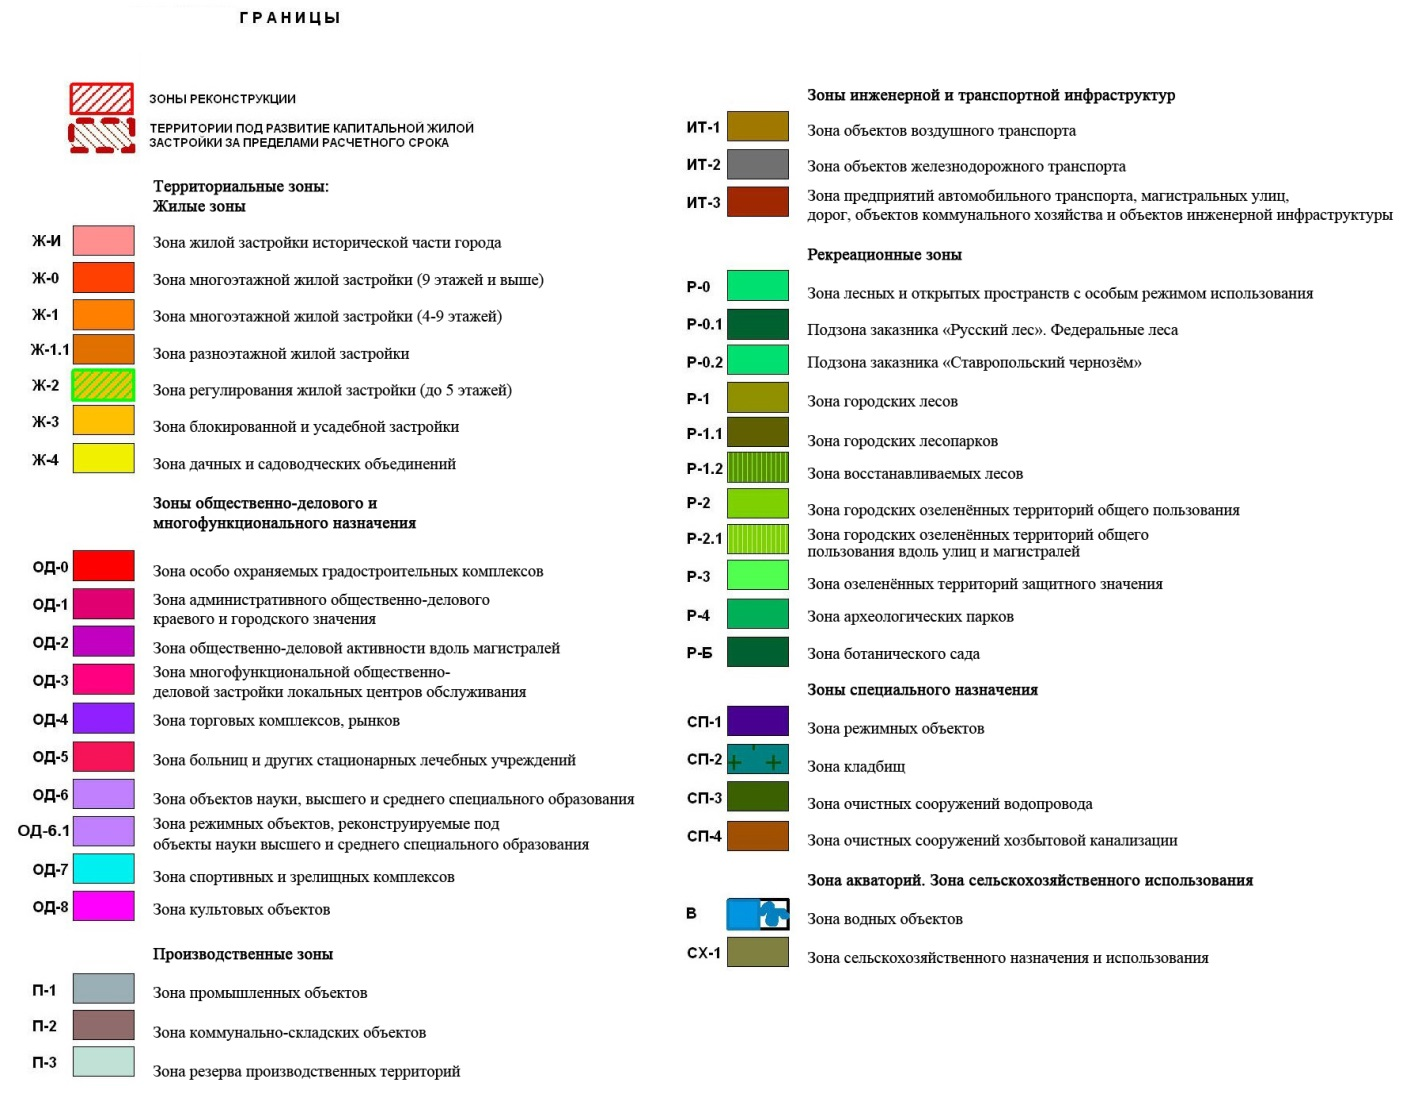 ГРАНИЦЫ
ЗОНЫ РЕКОНСТРУКЦИИ
ТЕРРИТОРИИ ПОД РАЗВИТИЕ КАПИТАЛЬНОЙ ЖИЛОЙ
ЗАСТРОЙКИ ЗА ПРЕДЕЛАМИ РАСЧЕТНОГО СРОКА
Территориальные зоны:
Жилые зоны
Ж-И Зона жилой застройки исторической части города
Ж-0 Зона многоэтажной жилой застройки (9 этажей и выше)
Ж-1 Зона многоэтажной жилой застройки (4-9 этажей)
Ж-1.1 Зона разноэтажной жилой застройки
Ж-2 Зона регулирования жилой застройки (до 5 этажей)
Ж-3 Зона блокированной и усадебной застройки
Ж-4 Зона дачных и садоводческих объединений
Зоны общественно-делового и
многофункционального назначения
ОД-0 Зона особо охраняемых градостроительных комплексов
ОД-1 Зона административного общественно-делового
краевого и городского значения
ОД-2 Зона общественно-деловой активности вдоль магистралей
ОД-3 Зона многофункциональной общественно-
деловой застройки локальных центров обслуживания
ОД-4 Зона торговых комплексов, рынков
ОД-5 Зона больниц и других стационарных лечебных учреждений
ОД-6 Зона объектов науки, высшего и среднего специального образования
ОД-6.1 Зона режимных объектов, реконструируемые под
объекты науки высшего и среднего специального образования
ОД-7 Зона спортивных и зрелищных комплексов
ОД-8 Зона культовых объектов
Производственные зоны
П-1 Зона промышленных объектов
П-2 Зона коммунально-складских объектов
П-3 Зона резерва производственных территорий
Зоны инженерной и транспортной инфраструктур
ИТ-1 Зона объектов воздушного транспорта
ИТ-2 Зона объектов железнодорожного транспорта
ИТ-3 Зона предприятий автомобильного транспорта, магистральных улиц,
дорог, объектов коммунального хозяйства и объектов инженерной инфраструктуры
Рекреационные зоны
Р-0 Зона лесных и открытых пространств с особым режимом использования
Р-0.1 Подзона заказника «Русский лес». Федеральные леса
Р-0.2 Подзона заказника «Ставропольский чернозём»
Р-1 Зона городских лесов
Р-1.1 Зона городских лесопарков
Р-1.2 Зона восстанавливаемых лесов
Р-2 Зона городских озеленённых территорий общего пользования
Р-2.1 Зона городских озеленённых территорий общего
пользования вдоль улиц и магистралей
Р-3 Зона озеленённых территорий защитного значения
Р-4 Зона археологических парков
Р-Б Зона ботанического сада
Зоны специального назначения
СП-1 Зона режимных объектов
СП-2 Зона кладбищ
СП-3 Зона очистных сооружений водопровода
СП-4 Зона очистных сооружений хозбытовой канализации
Зона акваторий. Зона сельскохозяйственного использования
В Зона водных объектов
СХ-1 Зона сельскохозяйственного назначения и использования